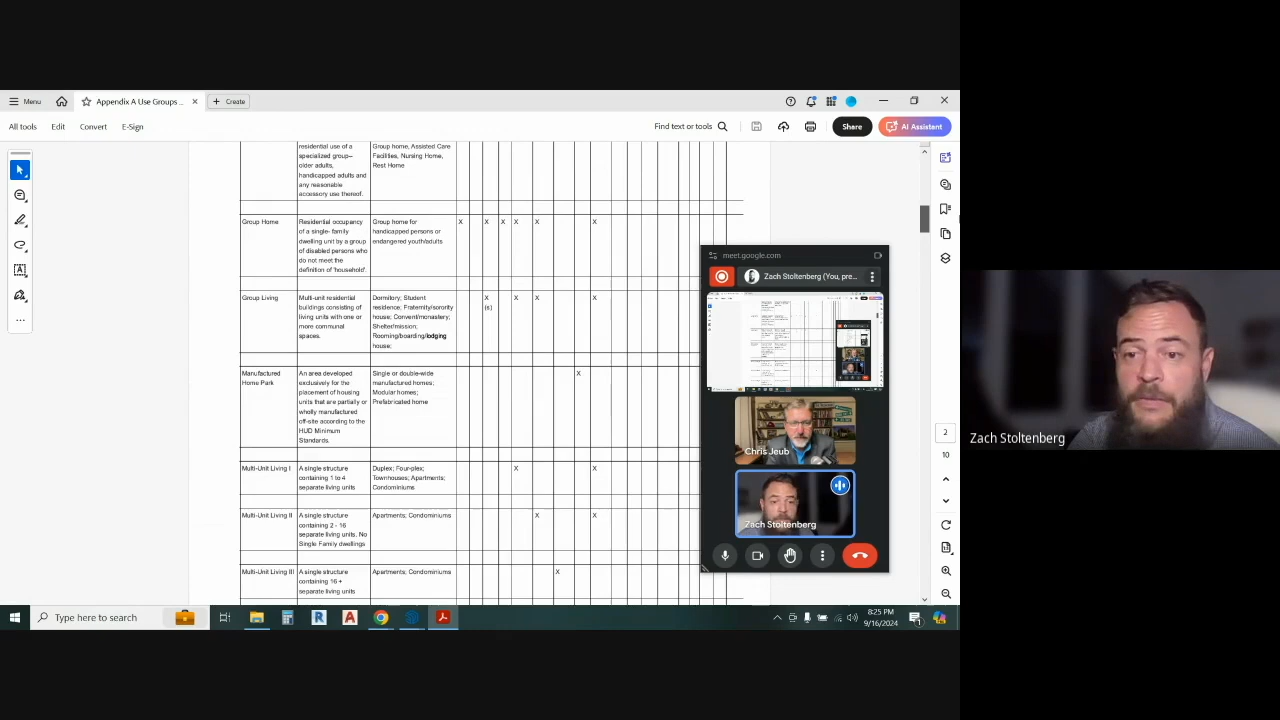 Menu
Appendix A Use Groups ...
Create
All tools
Edit
Convert
E-Sign
Find text or tools
Share
AI Assistant
residential use of a
specialized group–
older adults,
handicapped adults and
any reasonable
accessory use thereof.
Group home, Assisted Care
Facilities, Nursing Home,
Rest Home
Group Home
Residential occupancy
of a single- family
dwelling unit by a group
of disabled persons who
do not meet the
definition of 'household'.
Group home for
handicapped persons or
endangered youth/adults
X X X X X X
Group Living
Multi-unit residential
buildings consisting of
living units with one or
more communal
spaces.
Dormitory; Student
residence; Fraternity/sorority
house; Convent/monastery;
Shelter/mission;
Rooming/boarding/lodging
house;
X X X X
Manufactured
Home Park
An area developed
exclusively for the
placement of housing
units that are partially or
wholly manufactured
off-site according to the
HUD Minimum
Standards.
Single or double-wide
manufactured homes;
Modular homes;
Prefabricated home
X
Multi-Unit Living I
A single structure
containing 1 to 4
separate living units
Duplex; Four-plex;
Townhouses; Apartments;
Condominiums
X X
Multi-Unit Living II
A single structure
containing 2 - 16
separate living units. No
Single Family dwellings
Apartments; Condominiums
X X
Multi-Unit Living III
A single structure
containing 16 +
separate living units
Apartments; Condominiums
X
meet.google.com
Zach Stoltenberg (You, pre...
Chris Jeub
Zach Stoltenberg
2
10
Type here to search
8:25 PM
9/16/2024
Zach Stoltenberg